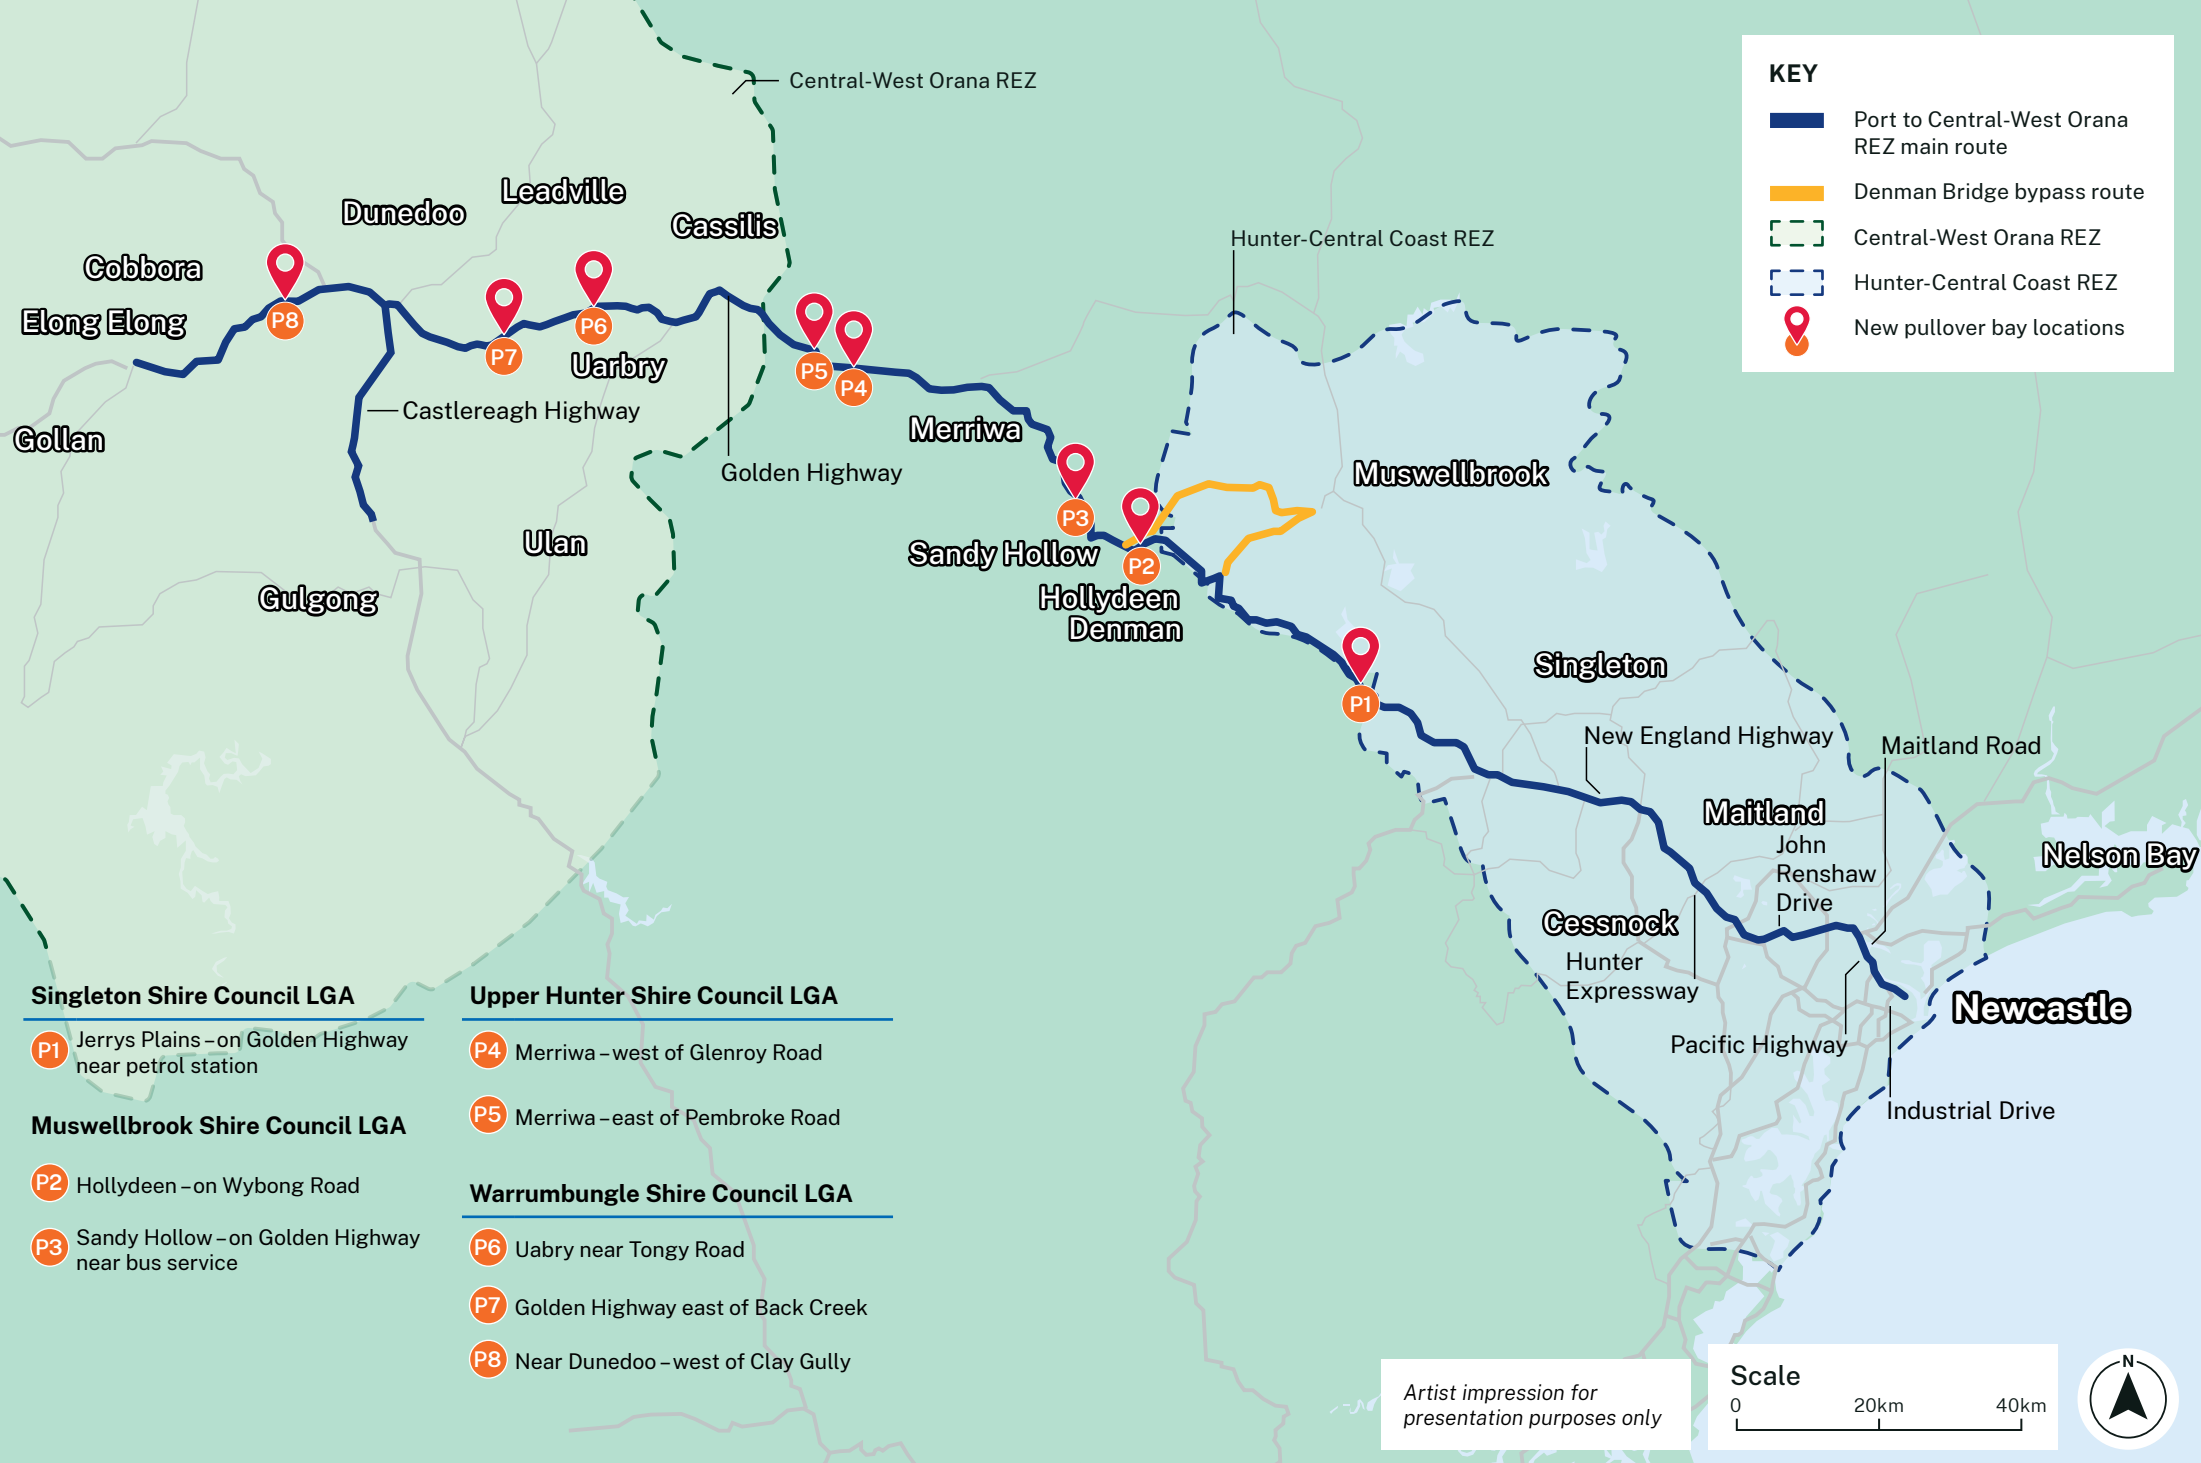 Central-West Orana REZ
KEY
Port to Central-West Orana
REZ main route
Denman Bridge bypass route
Central-West Orana REZ
Hunter-Central Coast REZ
New pullover bay locations
Hunter-Central Coast REZ
Leadville
Dunedoo
Cassilis
Cobbora
Elong Elong
P8
P7
P6
Uarbry
P5
P4
Castlereagh Highway
Gollan
Golden Highway
Merriwa
Muswellbrook
P3
Sandy Hollow
P2
Hollydeen
Denman
Ulan
Gulgong
P1
Singleton
New England Highway
Maitland Road
Maitland
John
Renshaw
Drive
Nelson Bay
Cessnock
Hunter
Expressway
Newcastle
Pacific Highway
Industrial Drive
Singleton Shire Council LGA
P1 Jerrys Plains – on Golden Highway
near petrol station
Muswellbrook Shire Council LGA
P2 Hollydeen – on Wybong Road
P3 Sandy Hollow – on Golden Highway
near bus service
Upper Hunter Shire Council LGA
P4 Merriwa – west of Glenroy Road
P5 Merriwa – east of Pembroke Road
Warrumbungle Shire Council LGA
P6 Uabry near Tongy Road
P7 Golden Highway east of Back Creek
P8 Near Dunedoo – west of Clay Gully
Artist impression for
presentation purposes only
Scale
0 20km 40km
N